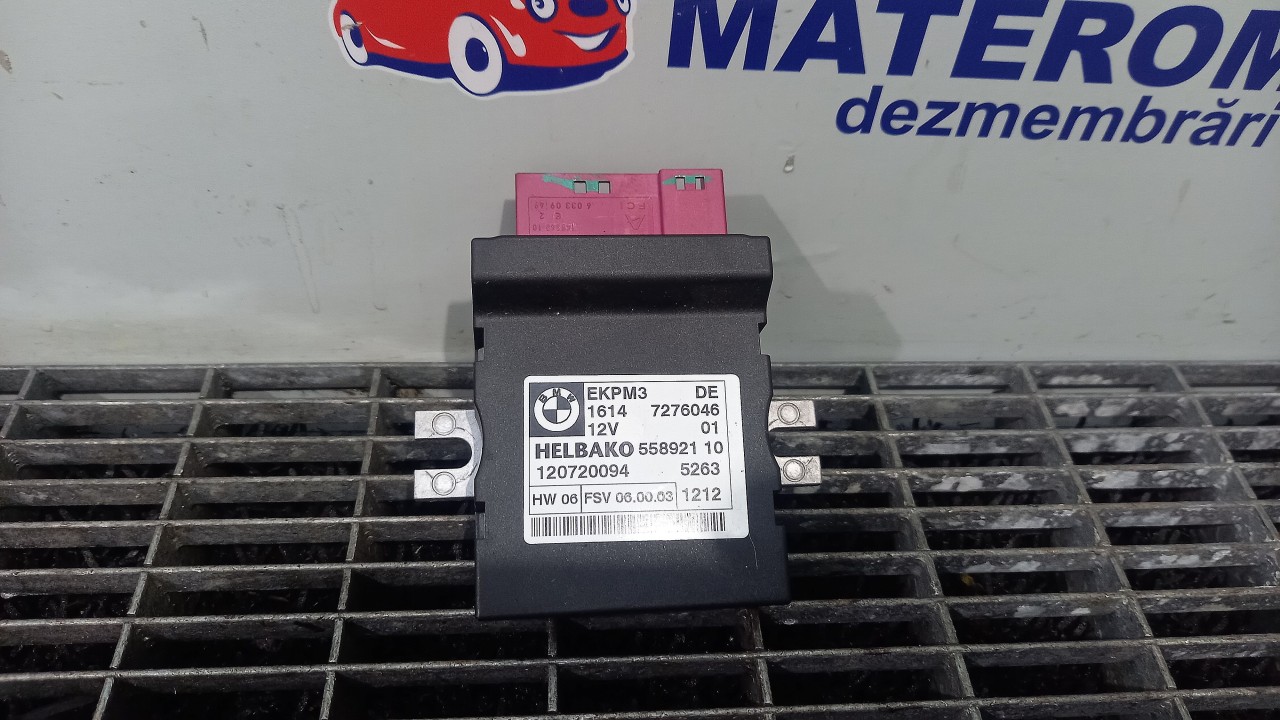 MATEROM
dezmembrări
BMW
EKPM3 DE
1614 7276046
12V 01
HELBAKO 558921 10
120720094 5263
HW 06 FSV 06.00.03 1212